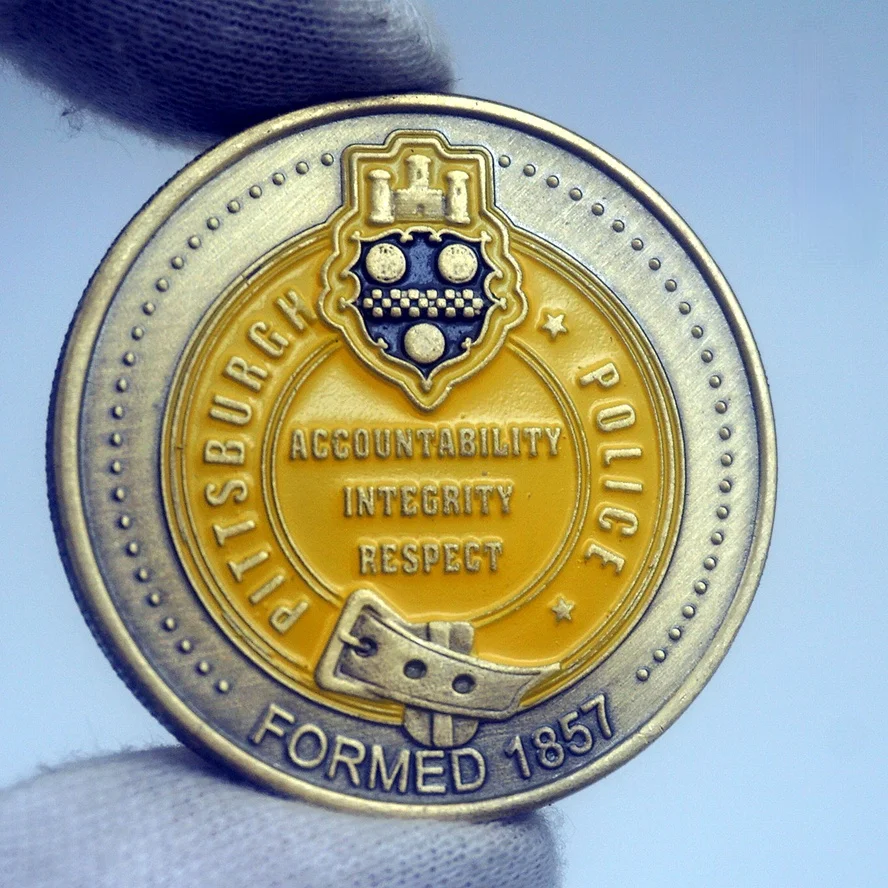 PITTSBURGH
POLICE
ACCOUNTABILITY
INTEGRITY
RESPECT
FORMED 1857